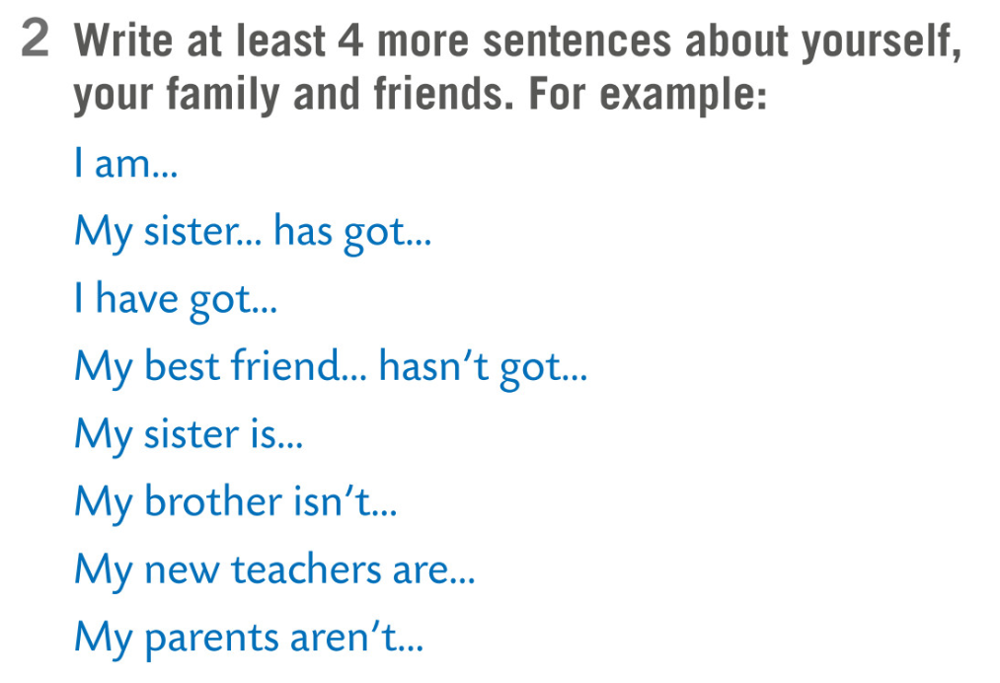 2 Write at least 4 more sentences about yourself,
your family and friends. For example:
I am...
My sister... has got...
I have got...
My best friend... hasn't got...
My sister is...
My brother isn't...
My new teachers are...
My parents aren't...